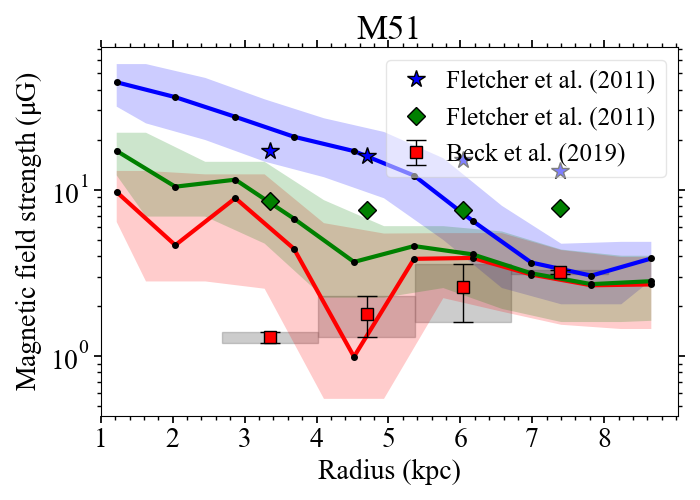 M51
Fletcher et al. (2011)
Fletcher et al. (2011)
Beck et al. (2019)
Magnetic field strength (μG)
10¹
10⁰
1 2 3 4 5 6 7 8
Radius (kpc)